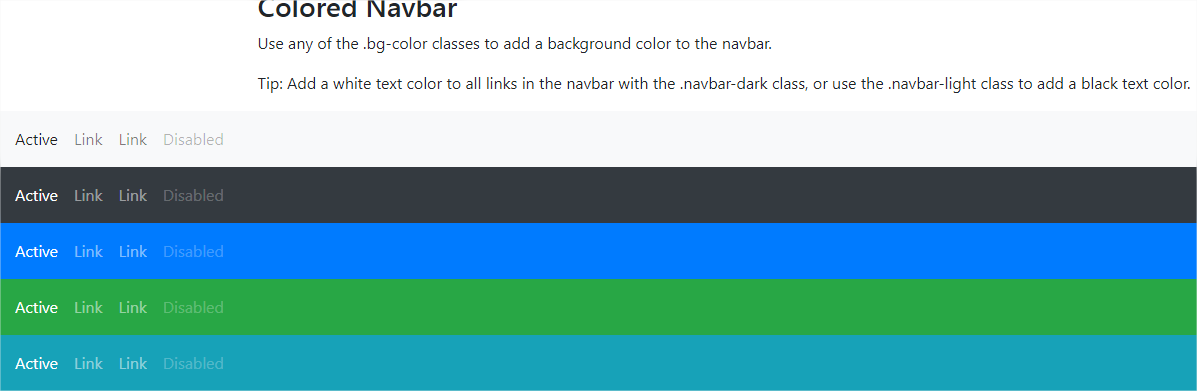 Colored Navbar
Use any of the .bg-color classes to add a background color to the navbar.
Tip: Add a white text color to all links in the navbar with the .navbar-dark class, or use the .navbar-light class to add a black text color.
Active Link Link Disabled
Active Link Link Disabled
Active Link Link Disabled
Active Link Link Disabled
Active Link Link Disabled